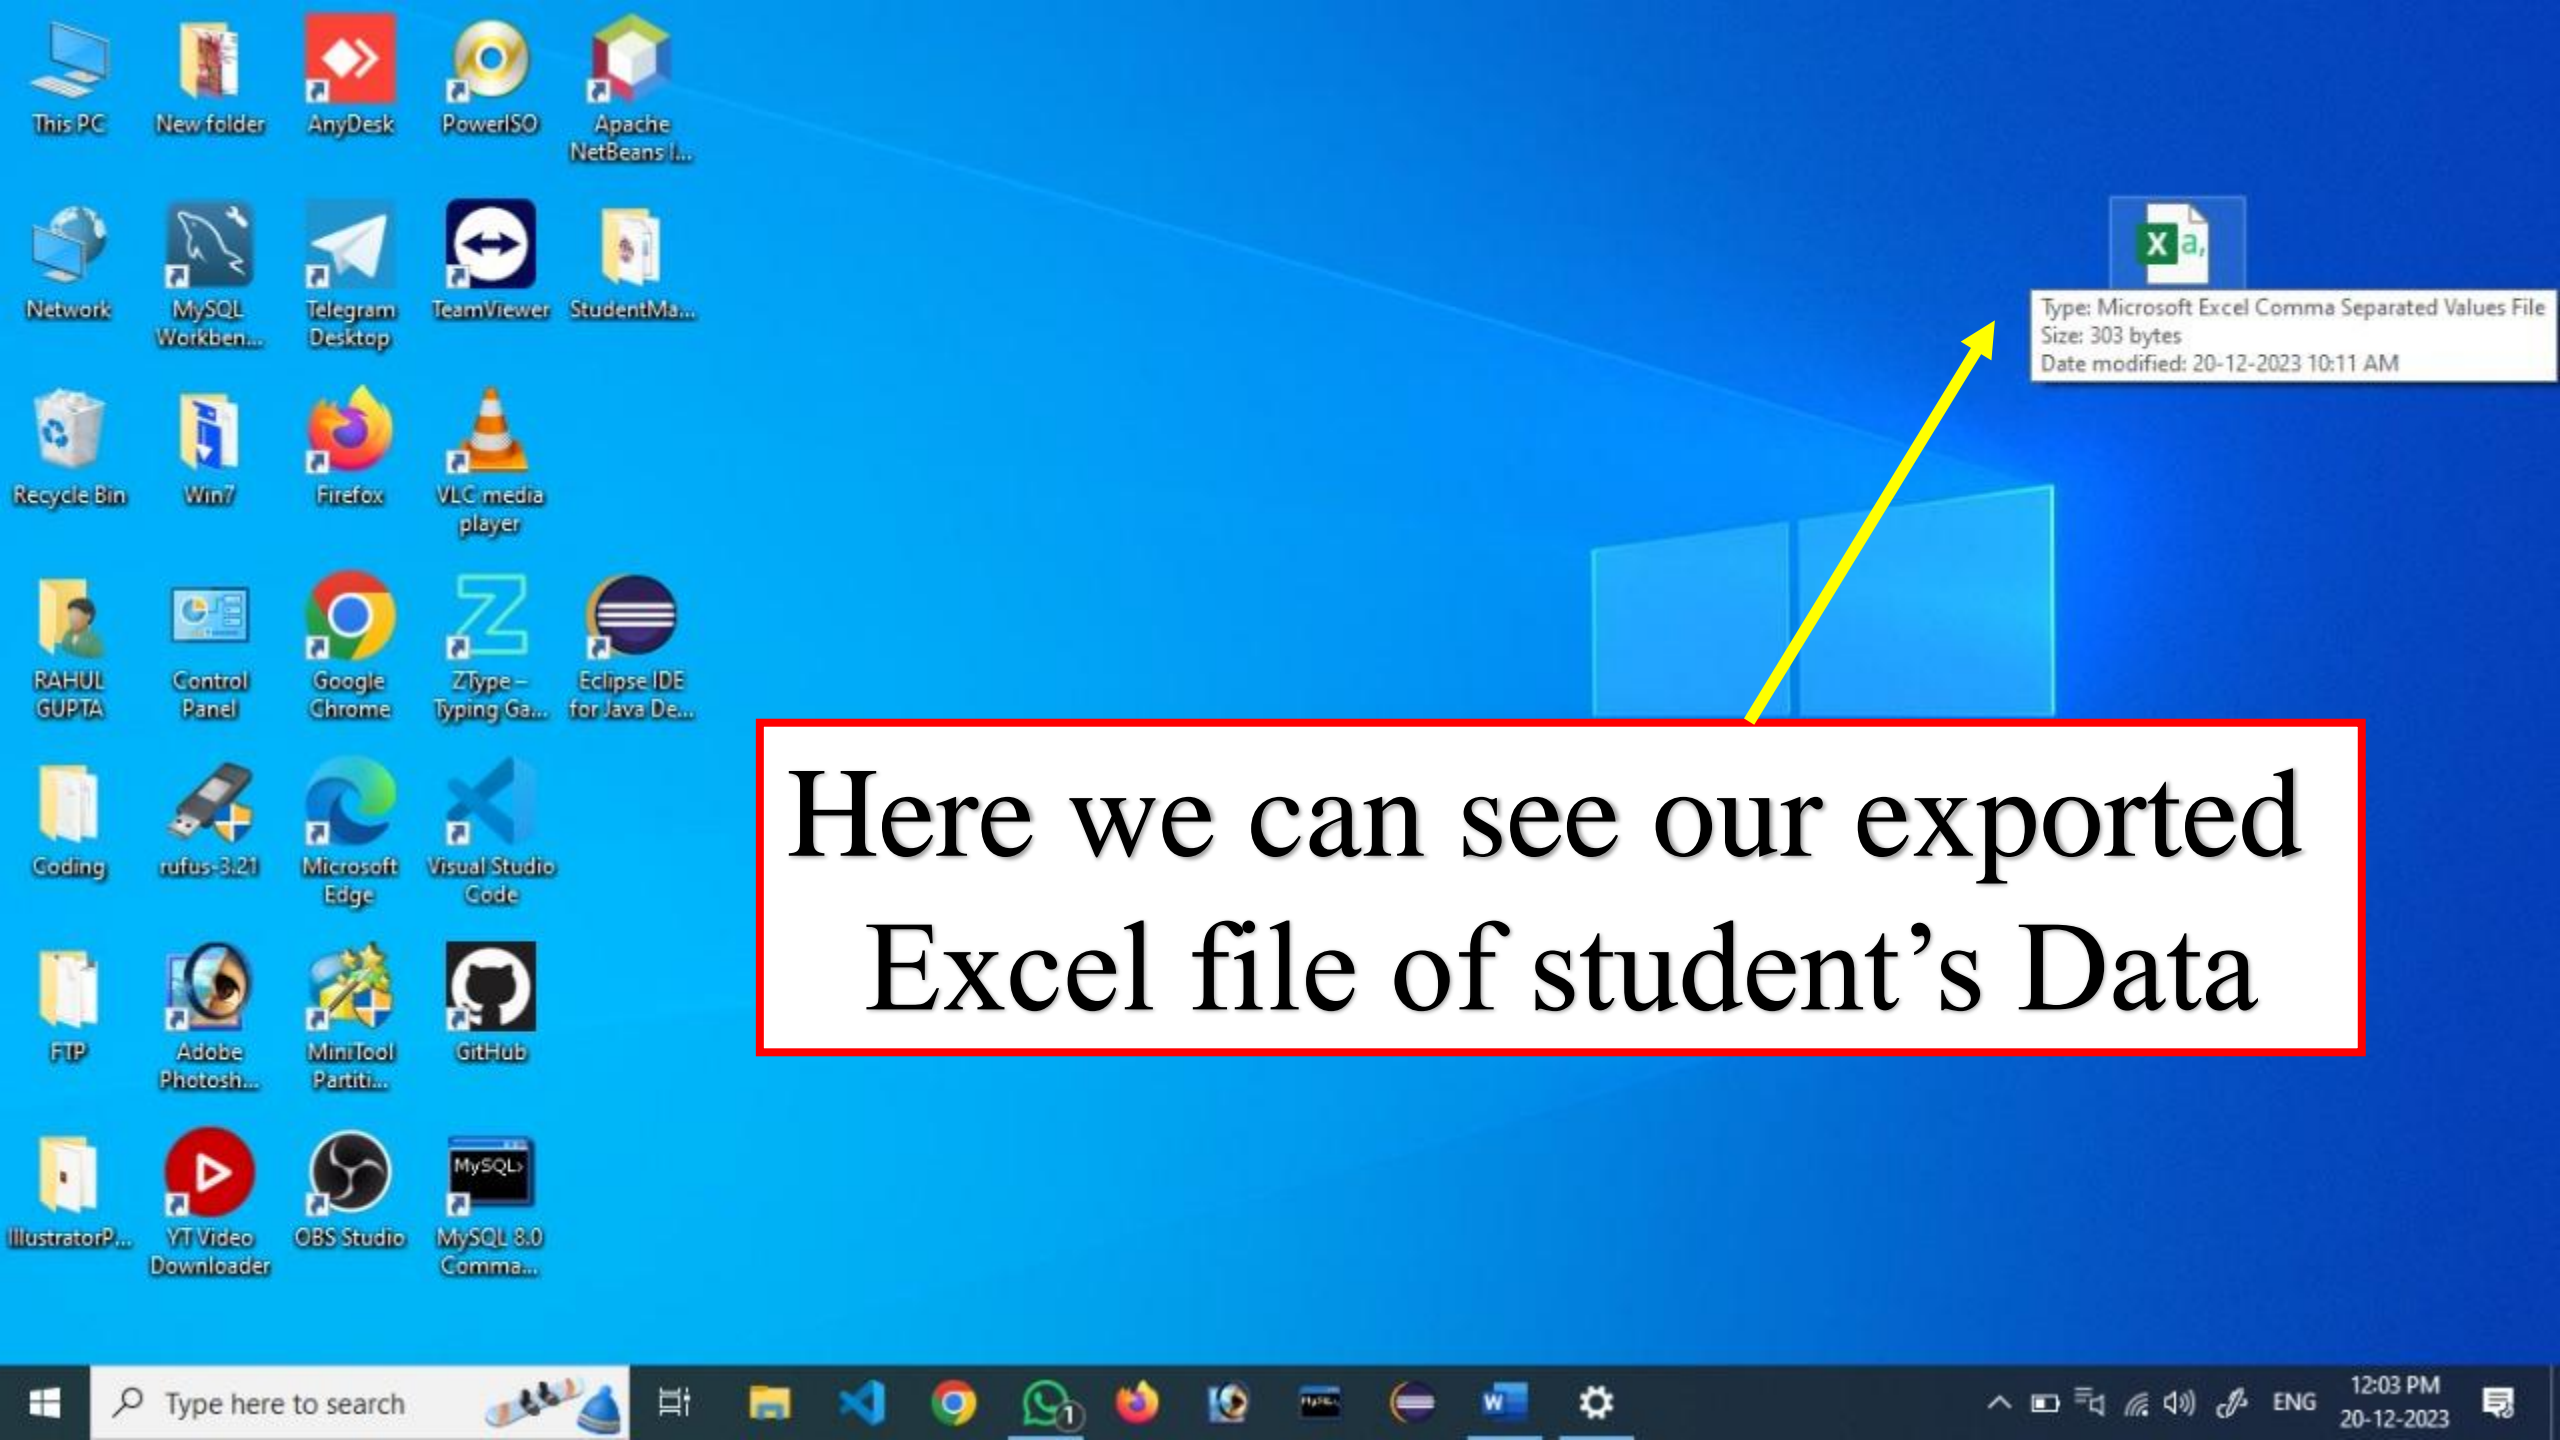 This PC
New folder
AnyDesk
PowerISO
Apache
NetBeans I...
Network
MySQL
Workben...
Telegram
Desktop
TeamViewer
StudentMa...
Recycle Bin
Win7
Firefox
VLC media
player
RAHUL
GUPTA
Control
Panel
Google
Chrome
ZType –
Typing Ga...
Eclipse IDE
for Java De...
Coding
rufus-3.21
Microsoft
Edge
Visual Studio
Code
FTP
Adobe
Photosh...
MiniTool
Partiti...
GitHub
IllustratorP...
YT Video
Downloader
OBS Studio
MySQL>
MySQL 8.0
Comma...
X a,
Type: Microsoft Excel Comma Separated Values File
Size: 303 bytes
Date modified: 20-12-2023 10:11 AM
Here we can see our exported
Excel file of student’s Data
Type here to search
1
W
ENG
12:03 PM
20-12-2023